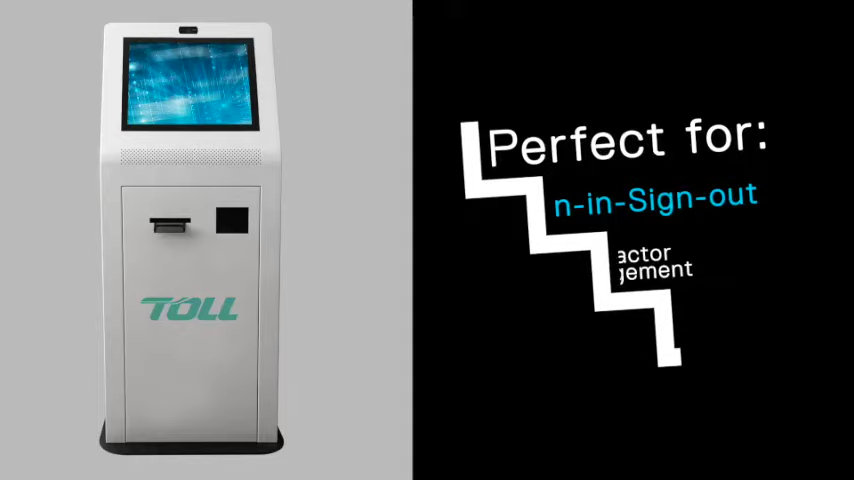 TOLL
Perfect for:
n-in-Sign-out
actor
gement